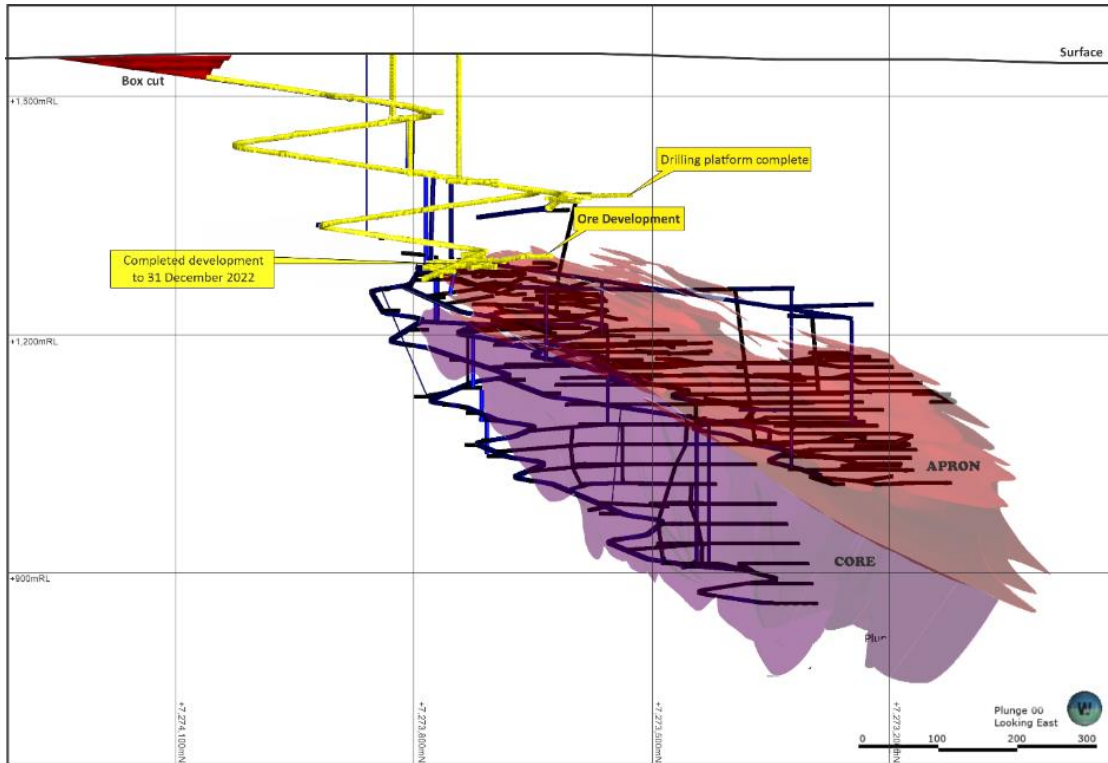 Surface
Box cut
+1,500mRL
Drilling platform complete
Ore Development
Completed development
to 31 December 2022
+1,200mRL
APRON
CORE
+900mRL
Plun
+7,274,100mN
+7,273,800mN
+7,273,500mN
+7,273,200mN
Plunge 00
Looking East
W
0 100 200 300